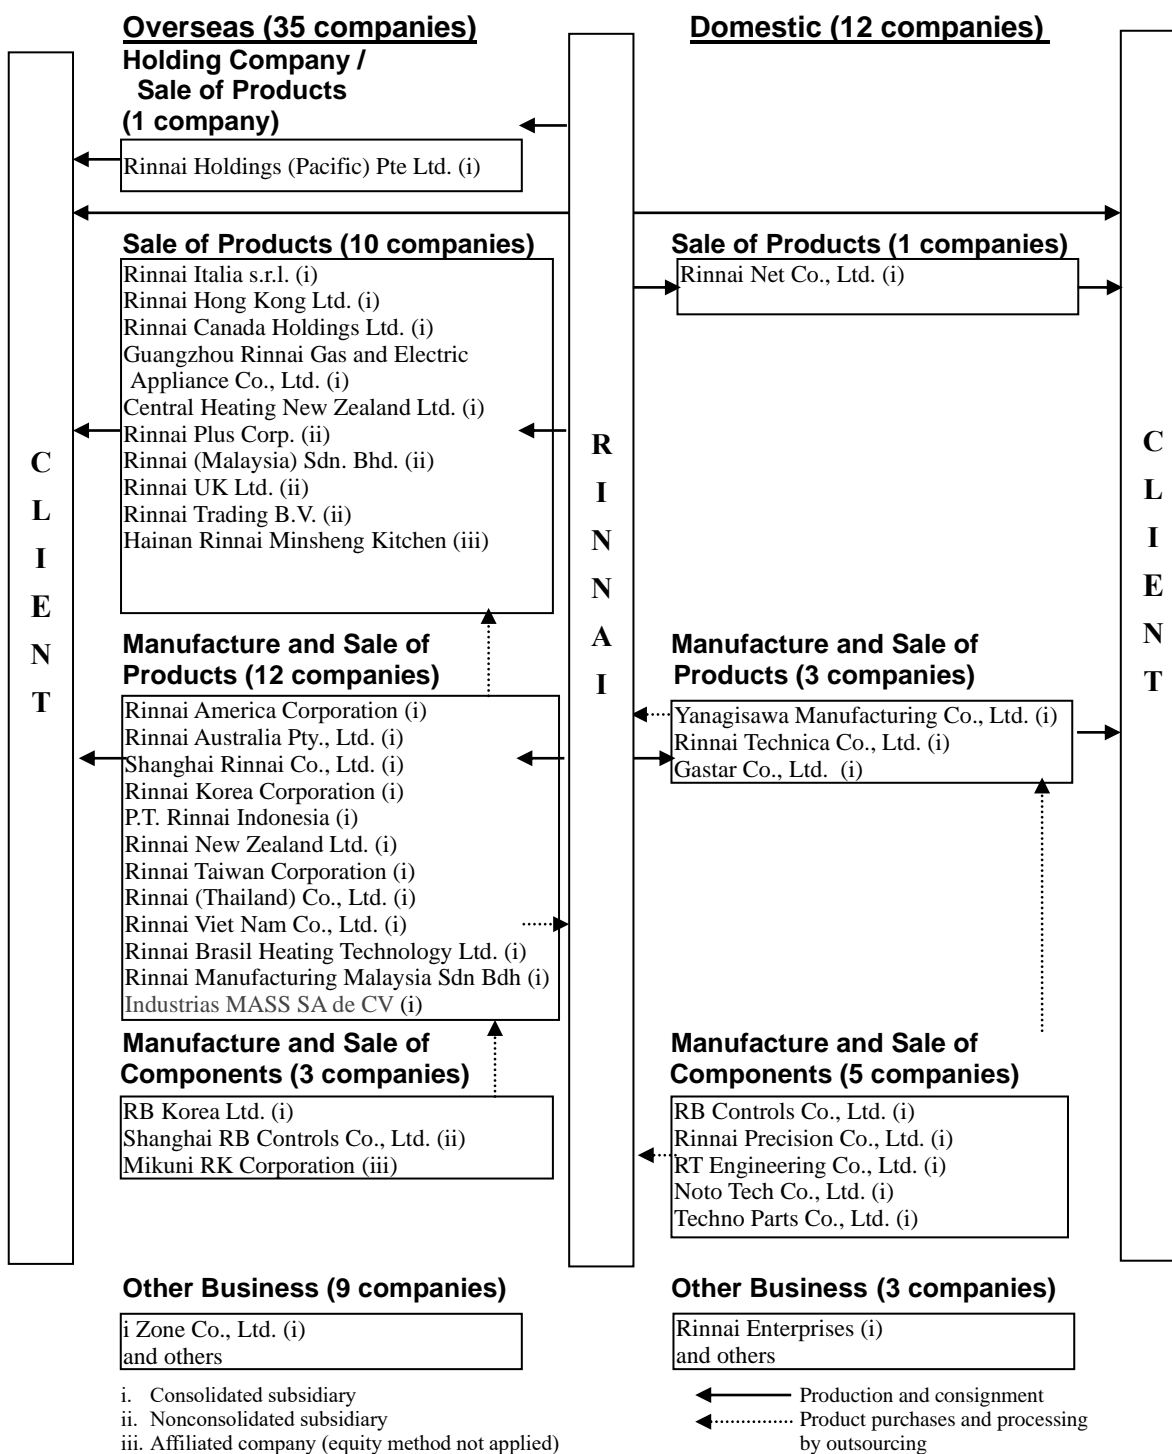 Overseas (35 companies)
Holding Company /
Sale of Products
(1 company)
Rinnai Holdings (Pacific) Pte Ltd. (i)
Sale of Products (10 companies)
Rinnai Italia s.r.l. (i)
Rinnai Hong Kong Ltd. (i)
Rinnai Canada Holdings Ltd. (i)
Guangzhou Rinnai Gas and Electric
Appliance Co., Ltd. (i)
Central Heating New Zealand Ltd. (i)
Rinnai Plus Corp. (ii)
Rinnai (Malaysia) Sdn. Bhd. (ii)
Rinnai UK Ltd. (ii)
Rinnai Trading B.V. (ii)
Hainan Rinnai Minsheng Kitchen (iii)
Manufacture and Sale of
Products (12 companies)
Rinnai America Corporation (i)
Rinnai Australia Pty., Ltd. (i)
Shanghai Rinnai Co., Ltd. (i)
Rinnai Korea Corporation (i)
P.T. Rinnai Indonesia (i)
Rinnai New Zealand Ltd. (i)
Rinnai Taiwan Corporation (i)
Rinnai (Thailand) Co., Ltd. (i)
Rinnai Viet Nam Co., Ltd. (i)
Rinnai Brasil Heating Technology Ltd. (i)
Rinnai Manufacturing Malaysia Sdn Bdh (i)
Industrias MASS SA de CV (i)
Manufacture and Sale of
Components (3 companies)
RB Korea Ltd. (i)
Shanghai RB Controls Co., Ltd. (ii)
Mikuni RK Corporation (iii)
Other Business (9 companies)
i Zone Co., Ltd. (i)
and others
i. Consolidated subsidiary
ii. Nonconsolidated subsidiary
iii. Affiliated company (equity method not applied)
CLIENT
RINNAI
Domestic (12 companies)
Sale of Products (1 companies)
Rinnai Net Co., Ltd. (i)
Manufacture and Sale of
Products (3 companies)
Yanagisawa Manufacturing Co., Ltd. (i)
Rinnai Technica Co., Ltd. (i)
Gastar Co., Ltd. (i)
Manufacture and Sale of
Components (5 companies)
RB Controls Co., Ltd. (i)
Rinnai Precision Co., Ltd. (i)
RT Engineering Co., Ltd. (i)
Noto Tech Co., Ltd. (i)
Techno Parts Co., Ltd. (i)
Other Business (3 companies)
Rinnai Enterprises (i)
and others
Production and consignment
Product purchases and processing
by outsourcing
CLIENT